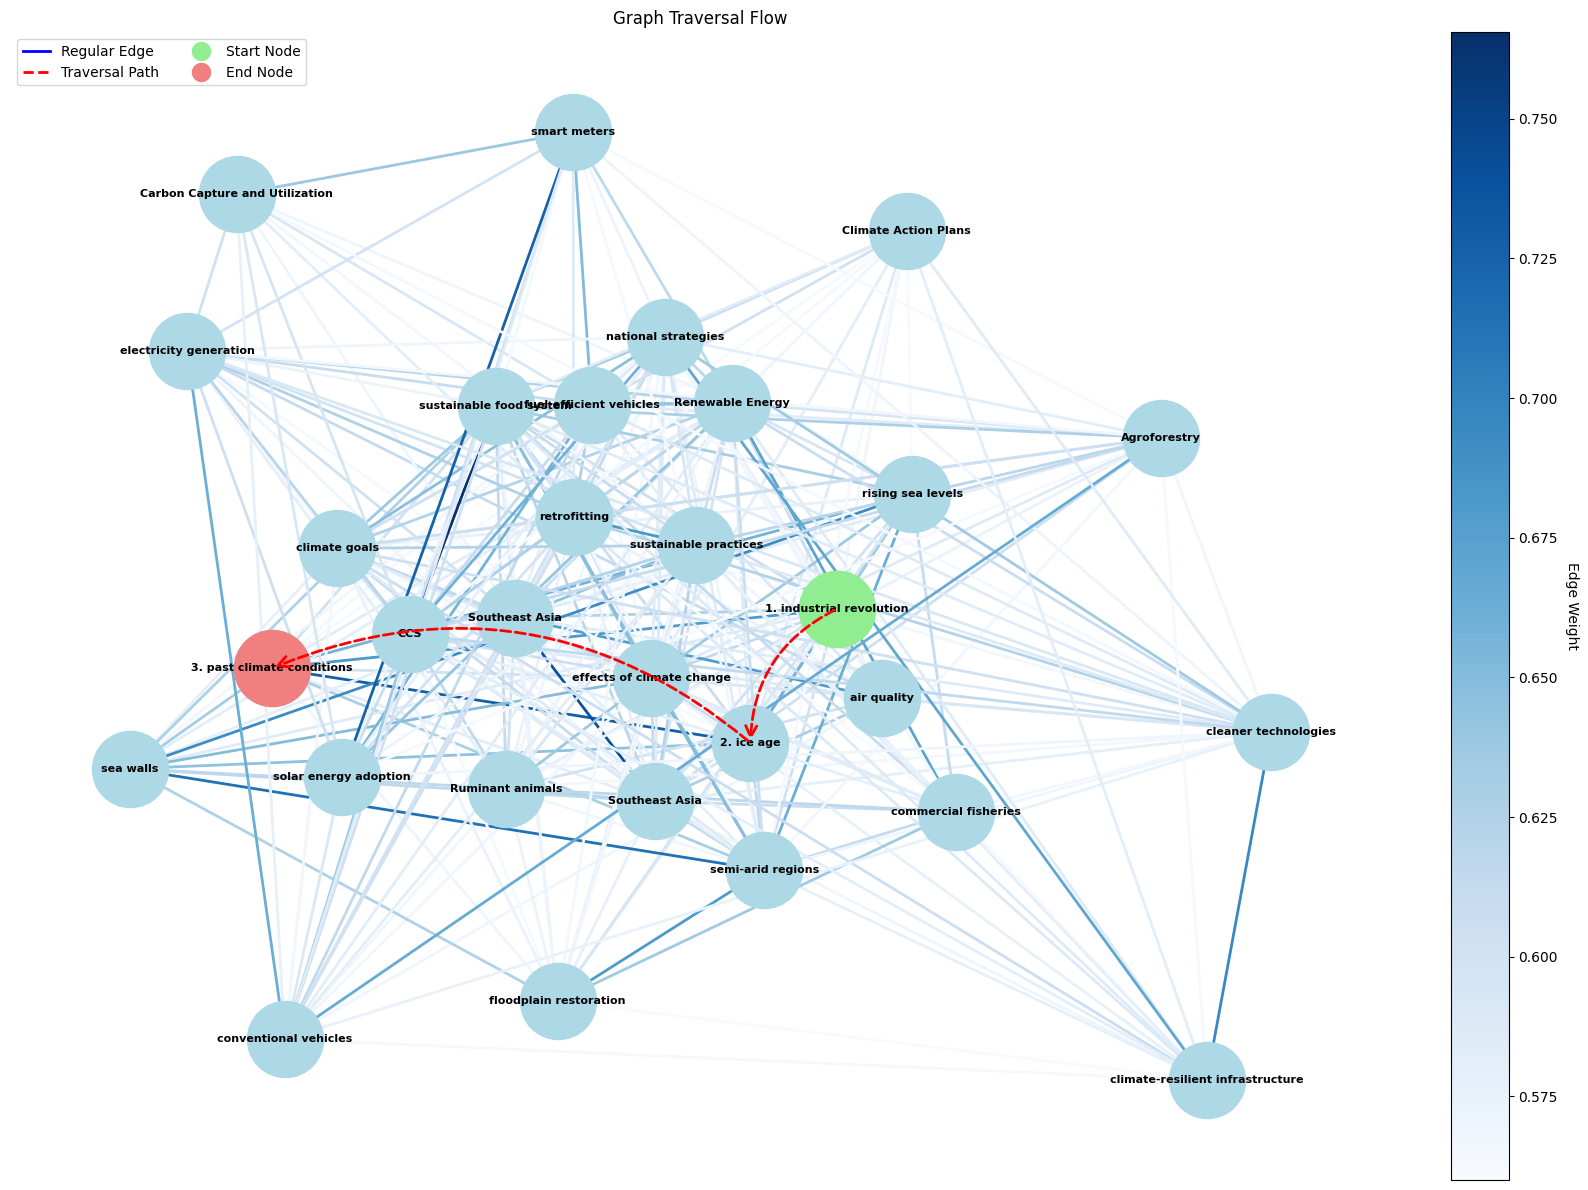 Graph Traversal Flow
Regular Edge
Traversal Path
Start Node
End Node
smart meters
Carbon Capture and Utilization
Climate Action Plans
national strategies
electricity generation
sustainable food system
fuel-efficient vehicles
Renewable Energy
Agroforestry
rising sea levels
retrofitting
climate goals
sustainable practices
1. industrial revolution
Southeast Asia
CCS
3. past climate conditions
effects of climate change
air quality
cleaner technologies
2. ice age
sea walls
solar energy adoption
Ruminant animals
Southeast Asia
commercial fisheries
semi-arid regions
floodplain restoration
conventional vehicles
climate-resilient infrastructure
0.750
0.725
0.700
0.675
0.650
0.625
0.600
0.575
Edge Weight